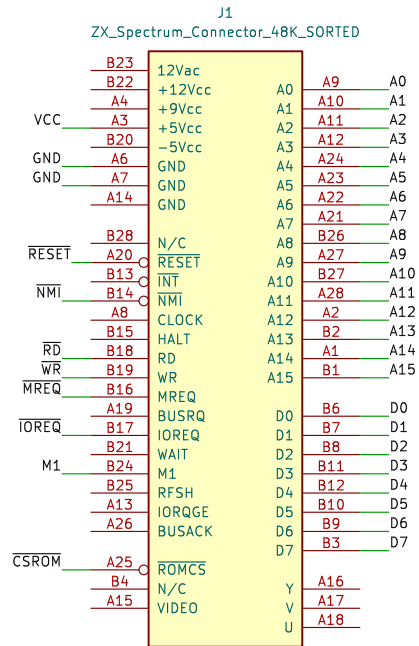 J1
ZX_Spectrum_Connector_48K_SORTED
B23 12Vac
B22 +12Vcc A0 A9 A0
A4 +9Vcc A1 A10 A1
VCC A3 +5Vcc A2 A11 A2
B20 -5Vcc A3 A12 A3
GND A6 GND A4 A24 A4
GND A7 GND A5 A23 A5
A14 GND A6 A22 A6
A7 A21 A7
B28 N/C A8 B26 A8
RESET A20 RESET A9 A27 A9
B13 INT A10 B27 A10
NMI B14 NMI A11 A28 A11
A8 CLOCK A12 A2 A12
B15 HALT A13 B2 A13
RD B18 RD A14 A1 A14
WR B19 WR A15 B1 A15
MREQ B16 MREQ
A19 BUSRQ D0 B6 D0
IOREQ B17 IOREQ D1 B7 D1
B21 WAIT D2 B8 D2
M1 B24 M1 D3 B11 D3
B25 RFSH D4 B12 D4
A13 IORQGE D5 B10 D5
A26 BUSACK D6 B9 D6
D7 B3 D7
CSROM A25 ROMCS
B4 N/C Y A16
A15 VIDEO V A17
U A18